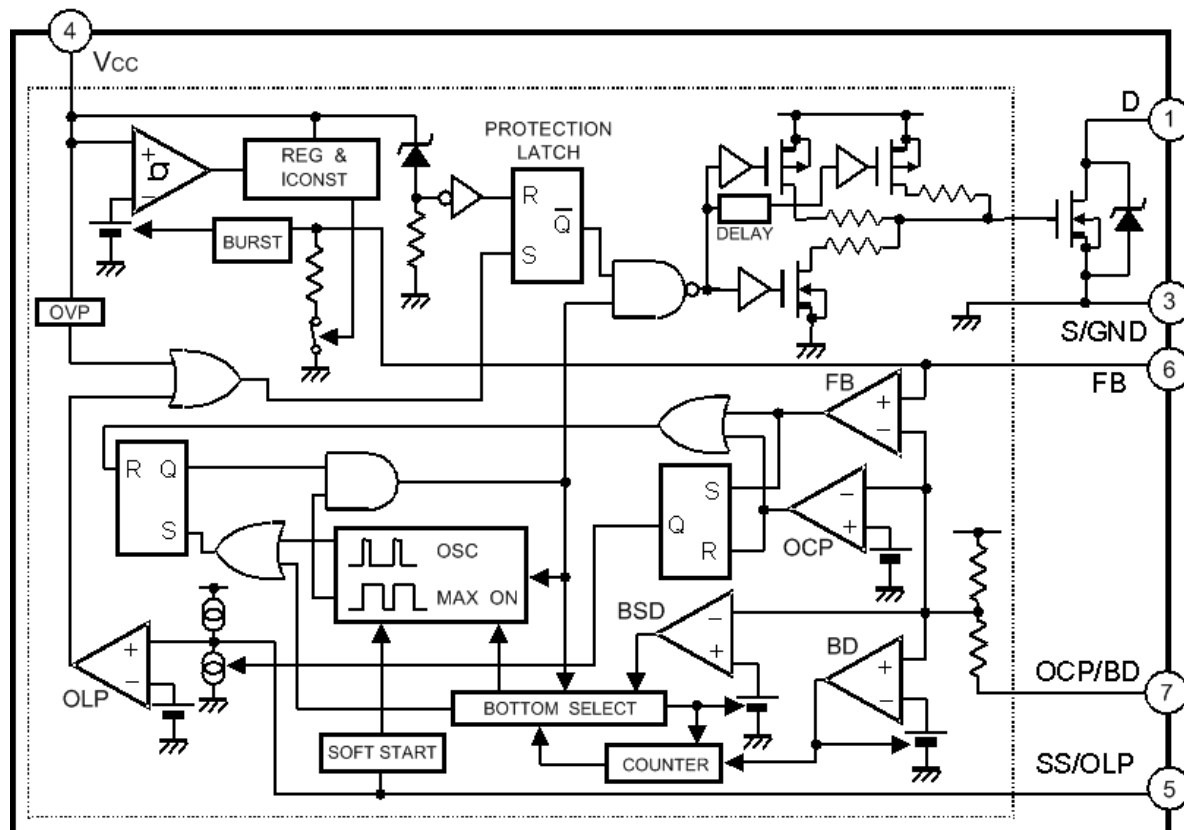 4
VCC
D
1
PROTECTION
LATCH
REG &
ICONST
R
Q
S
BURST
DELAY
OVP
3
S/GND
6
FB
FB
R Q
S
S
Q
R
OCP
OSC
MAX ON
BSD
BD
OCP/BD
7
OLP
BOTTOM SELECT
SOFT START
COUNTER
SS/OLP
5